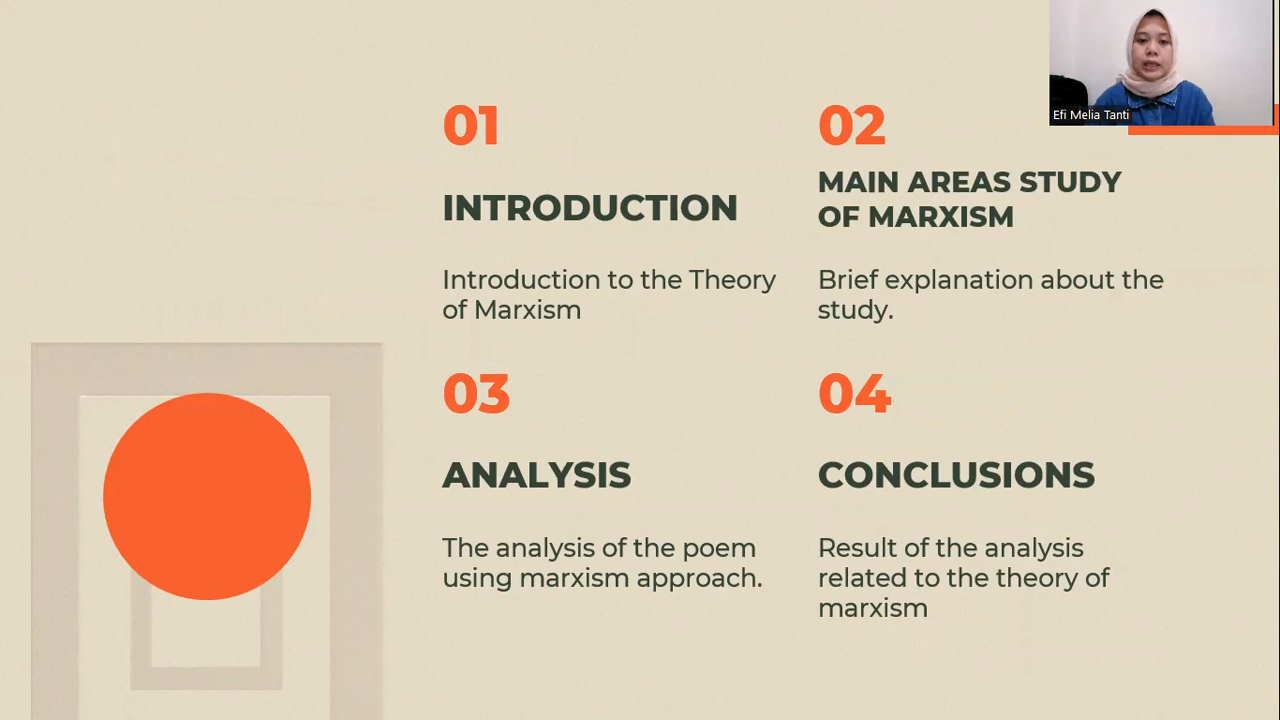 Efi Melia Tanti
01
INTRODUCTION
Introduction to the Theory
of Marxism
02
MAIN AREAS STUDY
OF MARXISM
Brief explanation about the
study.
03
ANALYSIS
The analysis of the poem
using marxism approach.
04
CONCLUSIONS
Result of the analysis
related to the theory of
marxism